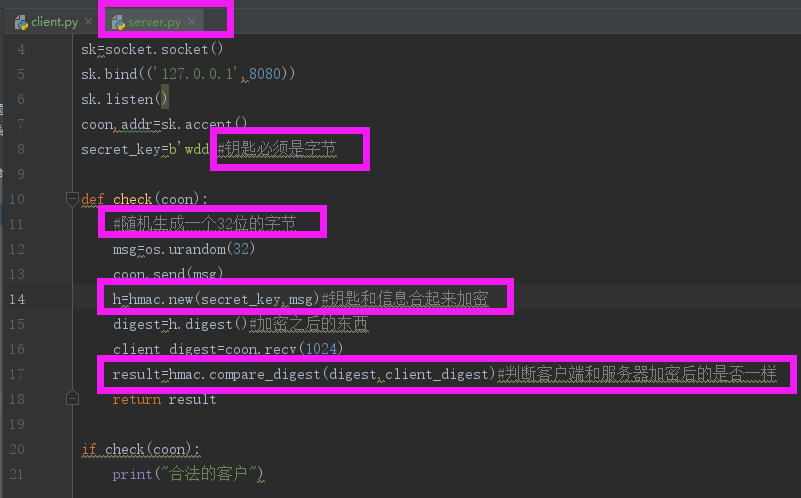 client.py server.py
4 sk=socket.socket()
5 sk.bind(('127.0.0.1',8080))
6 sk.listen()
7 coon,addr=sk.accept()
8 secret_key=b'wdd #钥匙必须是字节
9
10 def check(coon):
11 #随机生成一个32位的字节
12 msg=os.urandom(32)
13 coon.send(msg)
14 h=hmac.new(secret_key,msg)#钥匙和信息合起来加密
15 digest=h.digest()#加密之后的东西
16 client_digest=coon.recv(1024)
17 result=hmac.compare_digest(digest,client_digest)#判断客户端和服务器加密后的是否一样
18 return result
19
20 if check(coon):
21 print("合法的客户")